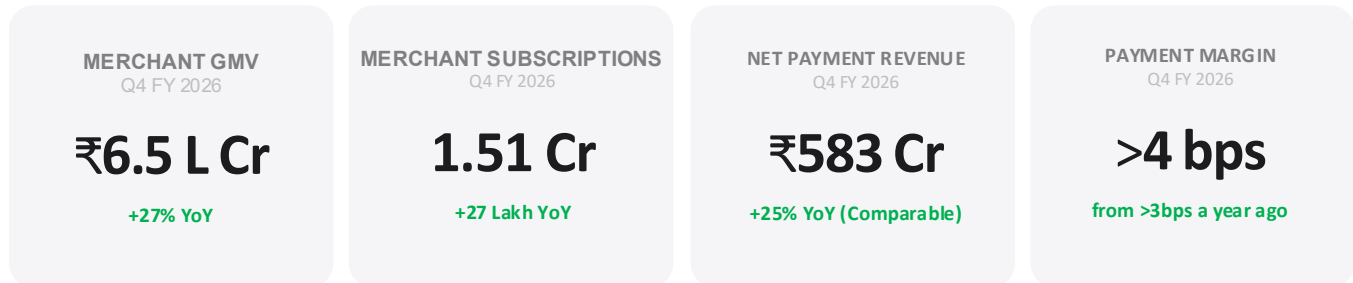 MERCHANT GMV
Q4 FY 2026
₹6.5 L Cr
+27% YoY
MERCHANT SUBSCRIPTIONS
Q4 FY 2026
1.51 Cr
+27 Lakh YoY
NET PAYMENT REVENUE
Q4 FY 2026
₹583 Cr
+25% YoY (Comparable)
PAYMENT MARGIN
Q4 FY 2026
>4 bps
from >3bps a year ago